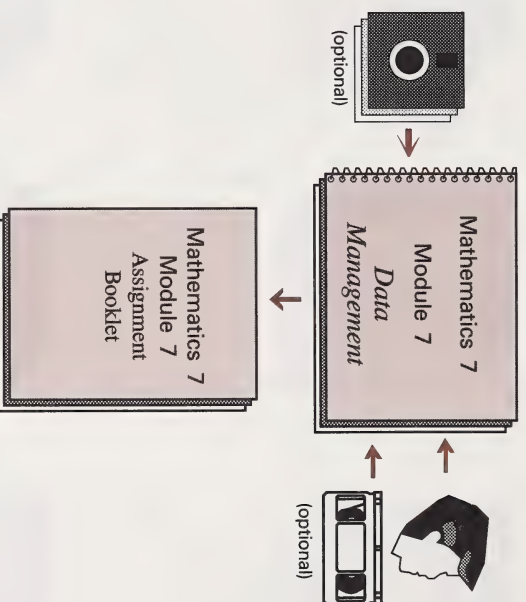 (optional)
Mathematics 7
Module 7
Data
Management
(optional)
Mathematics 7
Module 7
Assignment
Booklet